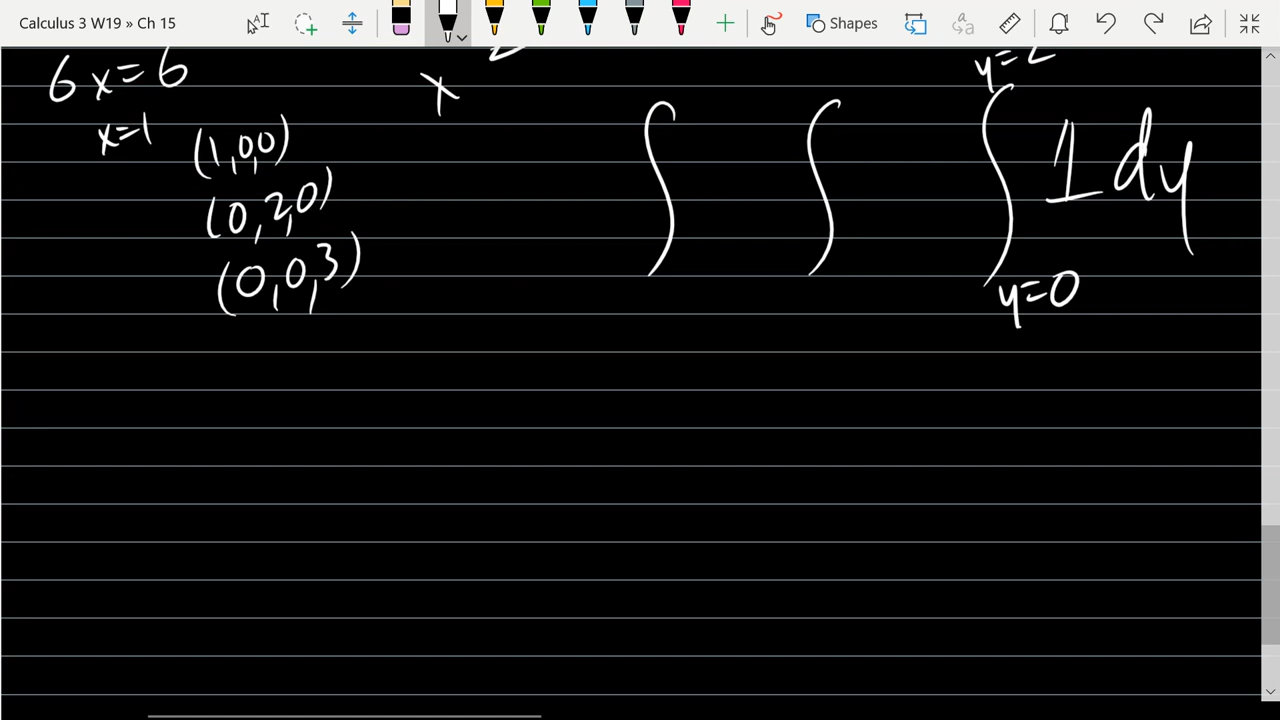 Calculus 3 W19 » Ch 15
Shapes
6x=6
x=1
(1,0,0)
(0,2,0)
(0,0,3)
x
∫ ∫ ∫ 1 dy
y=0